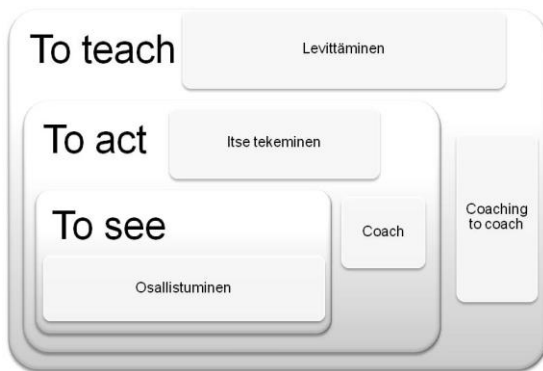 To teach
Levittäminen
To act
Itse tekeminen
To see
Coach
Coaching
to coach
Osallistuminen